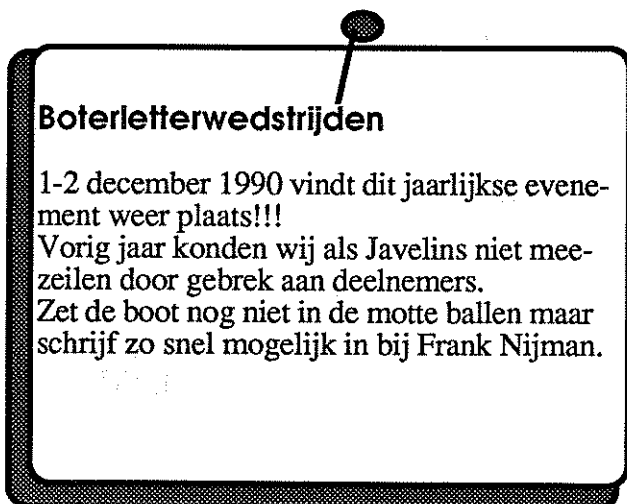 Boterletterwedstrijden
1-2 december 1990 vindt dit jaarlijkse evene-
ment weer plaats!!!
Vorig jaar konden wij als Javelins niet mee-
zeilen door gebrek aan deelnemers.
Zet de boot nog niet in de motte ballen maar
schrijf zo snel mogelijk in bij Frank Nijman.